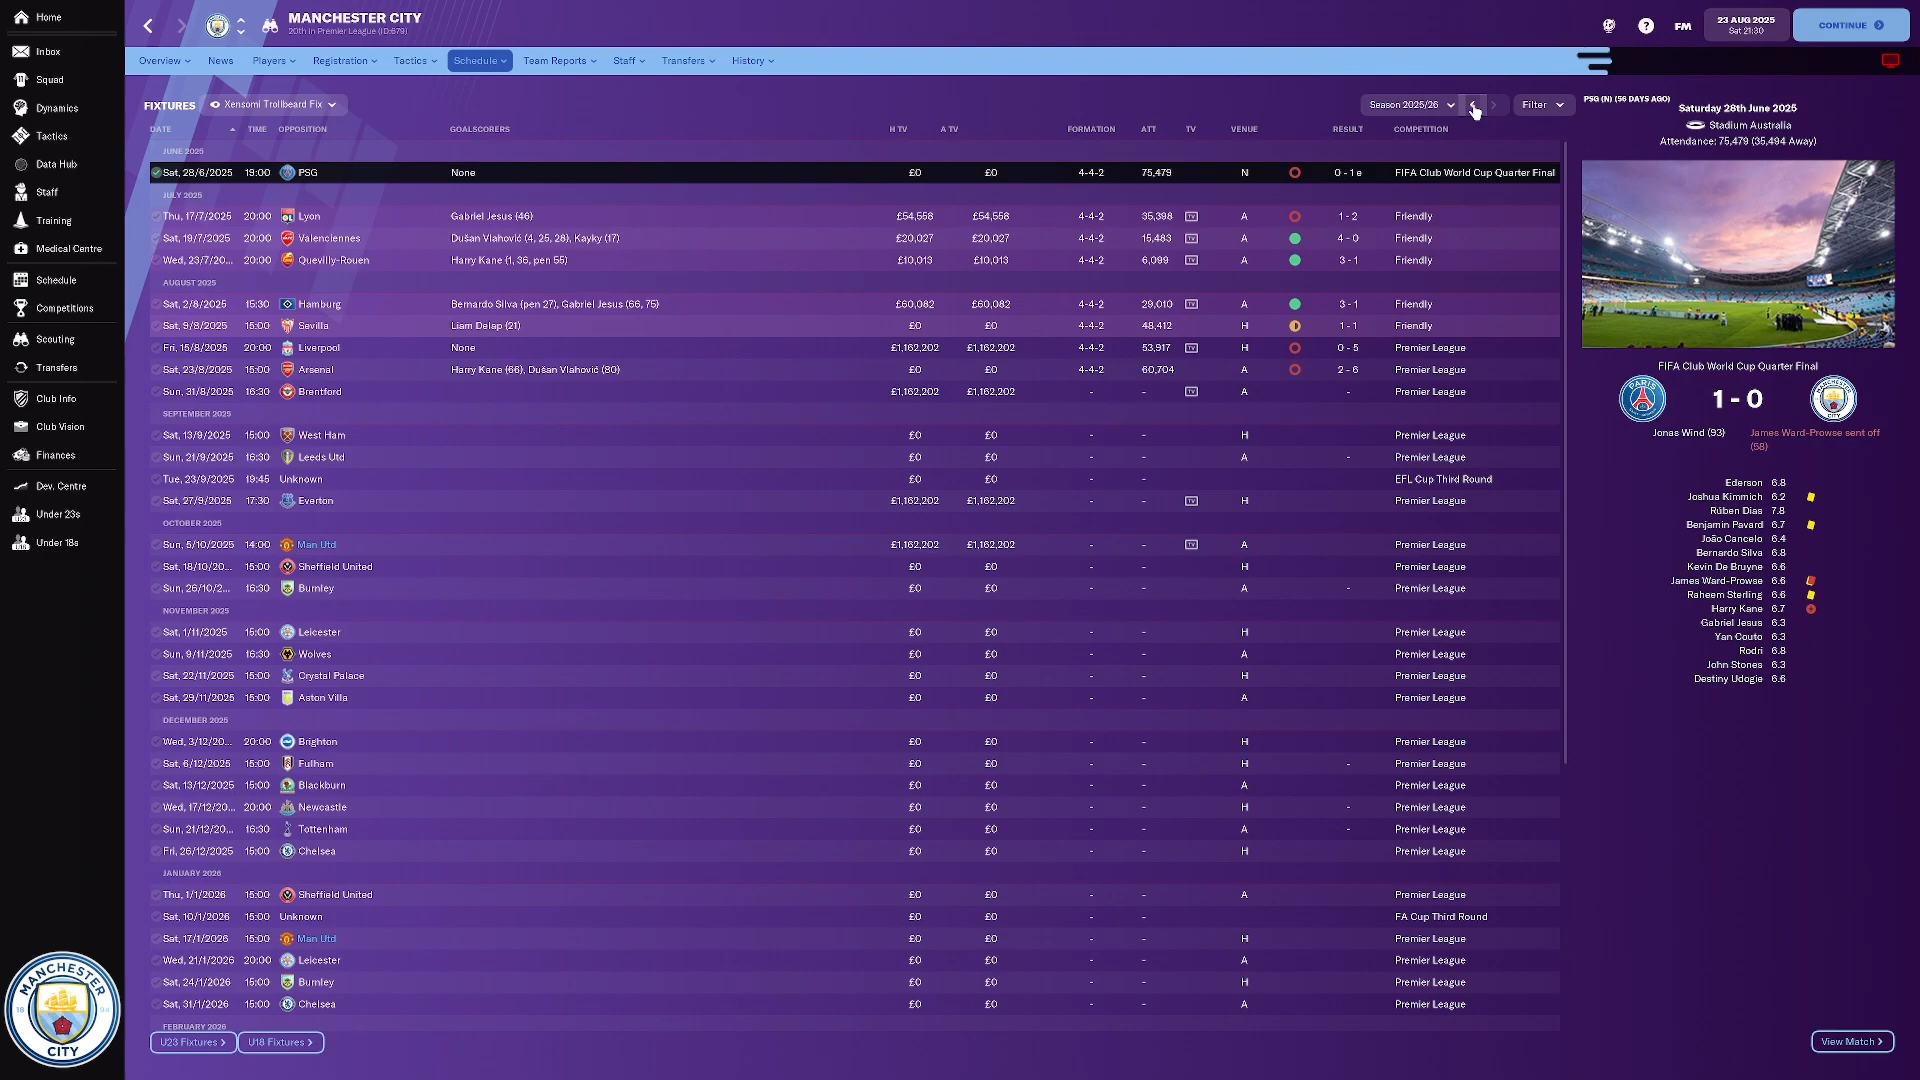 Home
Inbox
Squad
Dynamics
Tactics
Data Hub
Staff
Training
Medical Centre
Schedule
Competitions
Scouting
Transfers
Club Info
Club Vision
Finances
Dev. Centre
Under 23s
Under 18s
MANCHESTER CITY
20th in Premier League (ID:679)
FM
23 AUG 2025
Sat 21:30
CONTINUE
Overview News Players Registration Tactics Schedule Team Reports Staff Transfers History
FIXTURES Xensomi Trollbeard Fix Season 2025/26 Filter
DATE TIME OPPOSITION GOALSCORERS H TV A TV FORMATION ATT TV VENUE RESULT COMPETITION
JUNE 2025
Sat, 28/6/2025 19:00 PSG None £0 £0 4-4-2 75,479 N 0 - 1 e FIFA Club World Cup Quarter Final
JULY 2025
Thu, 17/7/2025 20:00 Lyon Gabriel Jesus (46) £54,558 £54,558 4-4-2 35,398 TV A 1 - 2 Friendly
Sat, 19/7/2025 20:00 Valenciennes Dušan Vlahović (4, 25, 28), Kayky (17) £20,027 £20,027 4-4-2 15,483 TV A 4 - 0 Friendly
Wed, 23/7/20... 20:00 Quevilly-Rouen Harry Kane (1, 36, pen 55) £10,013 £10,013 4-4-2 6,099 TV A 3 - 1 Friendly
AUGUST 2025
Sat, 2/8/2025 15:30 Hamburg Bernardo Silva (pen 27), Gabriel Jesus (66, 75) £60,082 £60,082 4-4-2 29,010 TV A 3 - 1 Friendly
Sat, 9/8/2025 15:00 Sevilla Liam Delap (21) £0 £0 4-4-2 48,412 H 1 - 1 Friendly
Fri, 15/8/2025 20:00 Liverpool None £1,162,202 £1,162,202 4-4-2 53,917 TV H 0 - 5 Premier League
Sat, 23/8/2025 15:00 Arsenal Harry Kane (66), Dušan Vlahović (80) £0 £0 4-4-2 60,704 A 2 - 6 Premier League
Sun, 31/8/2025 16:30 Brentford £1,162,202 £1,162,202 - - TV A - Premier League
SEPTEMBER 2025
Sat, 13/9/2025 15:00 West Ham £0 £0 - - H Premier League
Sun, 21/9/2025 16:30 Leeds Utd £0 £0 - - A - Premier League
Tue, 23/9/2025 19:45 Unknown £0 £0 - - EFL Cup Third Round
Sat, 27/9/2025 17:30 Everton £1,162,202 £1,162,202 - - TV H Premier League
OCTOBER 2025
Sun, 5/10/2025 14:00 Man Utd £1,162,202 £1,162,202 - - TV A Premier League
Sat, 18/10/20... 15:00 Sheffield United £0 £0 - - H Premier League
Sun, 26/10/2... 16:30 Burnley £0 £0 - - A - Premier League
NOVEMBER 2025
Sat, 1/11/2025 15:00 Leicester £0 £0 - - H Premier League
Sun, 9/11/2025 16:30 Wolves £0 £0 - - A Premier League
Sat, 22/11/2025 15:00 Crystal Palace £0 £0 - - H Premier League
Sat, 29/11/2025 15:00 Aston Villa £0 £0 - - A Premier League
DECEMBER 2025
Wed, 3/12/20... 20:00 Brighton £0 £0 - - H Premier League
Sat, 6/12/2025 15:00 Fulham £0 £0 - - H - Premier League
Sat, 13/12/2025 15:00 Blackburn £0 £0 - - A Premier League
Wed, 17/12/20... 20:00 Newcastle £0 £0 - - H - Premier League
Sun, 21/12/20... 16:30 Tottenham £0 £0 - - A - Premier League
Fri, 26/12/2025 15:00 Chelsea £0 £0 - - H Premier League
JANUARY 2026
Thu, 1/1/2026 15:00 Sheffield United £0 £0 - - A Premier League
Sat, 10/1/2026 15:00 Unknown £0 £0 - - FA Cup Third Round
Sat, 17/1/2026 15:00 Man Utd £0 £0 - - H Premier League
Wed, 21/1/2026 20:00 Leicester £0 £0 - - A Premier League
Sat, 24/1/2026 15:00 Burnley £0 £0 - - H Premier League
Sat, 31/1/2026 15:00 Chelsea £0 £0 - - A Premier League
FEBRUARY 2026
U23 Fixtures U18 Fixtures
PSG (N) (56 DAYS AGO)
Saturday 28th June 2025
Stadium Australia
Attendance: 75,479 (35,494 Away)
FIFA Club World Cup Quarter Final
PARIS 1 - 0 MANCHESTER CITY
Jonas Wind (93) James Ward-Prowse sent off
(58)
Ederson 6.8
Joshua Kimmich 6.2
Rúben Dias 7.8
Benjamin Pavard 6.7
João Cancelo 6.4
Bernardo Silva 6.8
Kevin De Bruyne 6.6
James Ward-Prowse 6.6
Raheem Sterling 6.6
Harry Kane 6.7
Gabriel Jesus 6.3
Yan Couto 6.3
Rodri 6.8
John Stones 6.3
Destiny Udogie 6.6
View Match
MANCHESTER
18 94
CITY